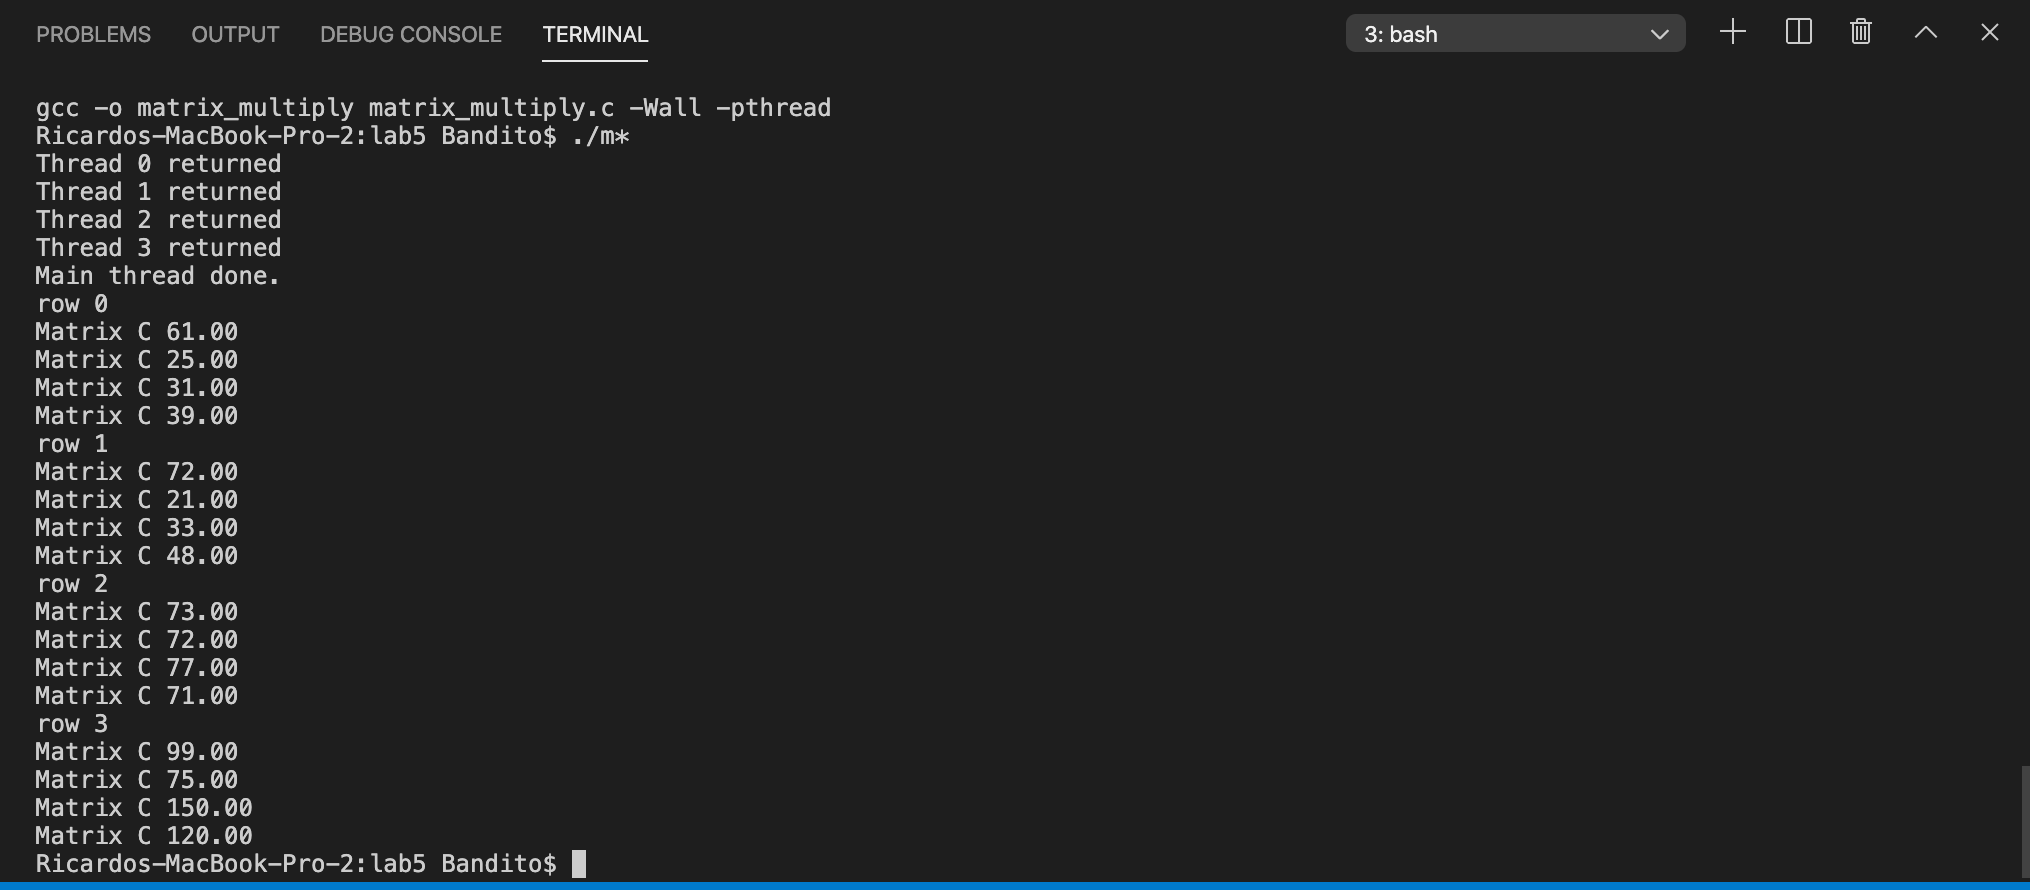 PROBLEMS OUTPUT DEBUG CONSOLE TERMINAL 3: bash
gcc -o matrix_multiply matrix_multiply.c -Wall -pthread
Ricardos-MacBook-Pro-2:lab5 Bandito$ ./m*
Thread 0 returned
Thread 1 returned
Thread 2 returned
Thread 3 returned
Main thread done.
row 0
Matrix C 61.00
Matrix C 25.00
Matrix C 31.00
Matrix C 39.00
row 1
Matrix C 72.00
Matrix C 21.00
Matrix C 33.00
Matrix C 48.00
row 2
Matrix C 73.00
Matrix C 72.00
Matrix C 77.00
Matrix C 71.00
row 3
Matrix C 99.00
Matrix C 75.00
Matrix C 150.00
Matrix C 120.00
Ricardos-MacBook-Pro-2:lab5 Bandito$